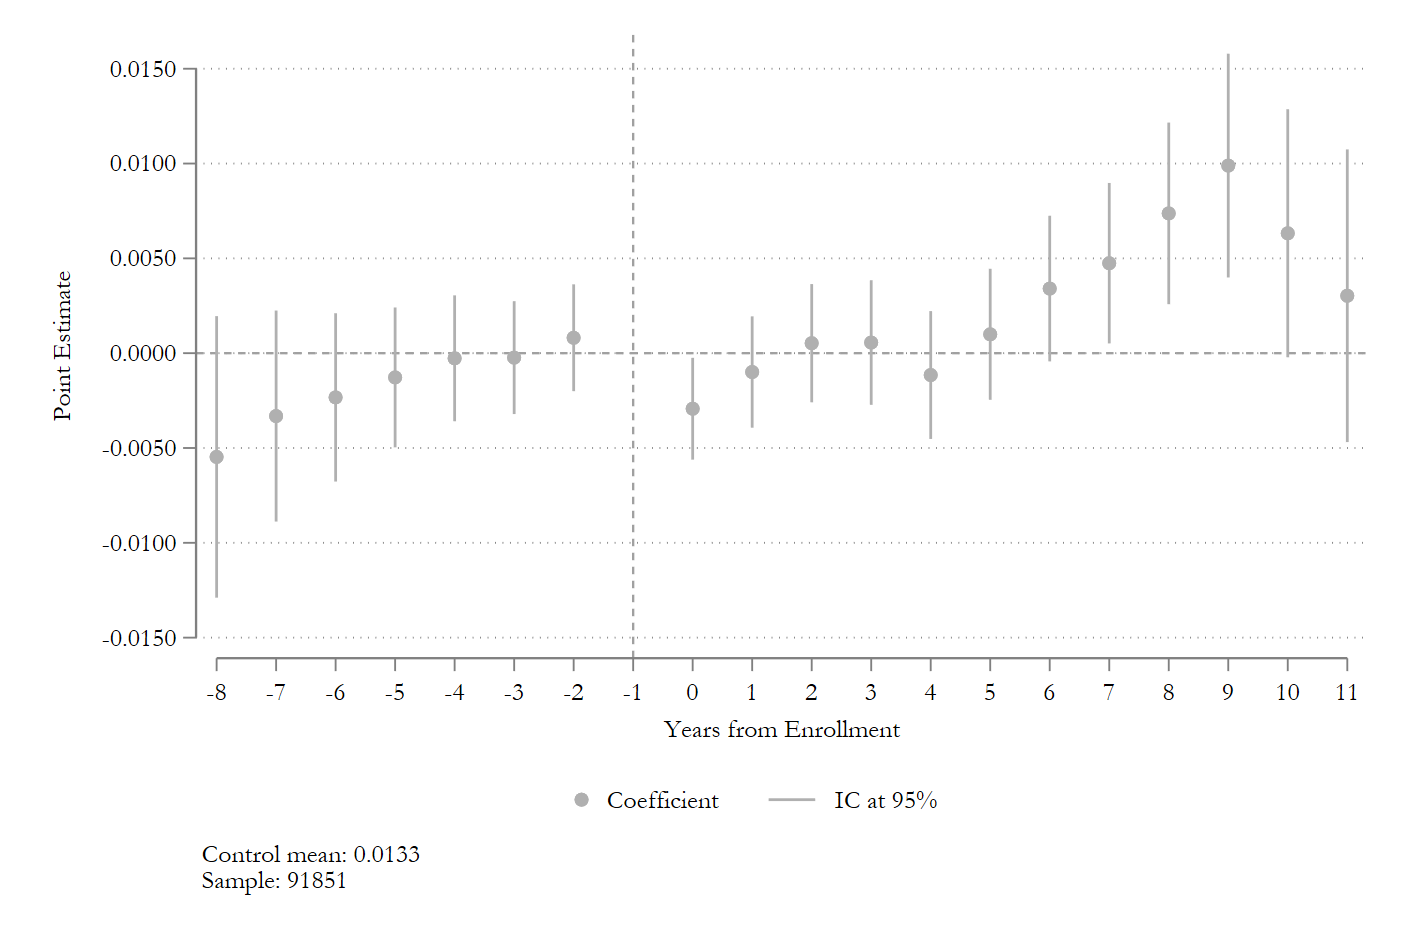 0.0150
0.0100
0.0050
0.0000
-0.0050
-0.0100
-0.0150
Point Estimate
-8 -7 -6 -5 -4 -3 -2 -1 0 1 2 3 4 5 6 7 8 9 10 11
Years from Enrollment
Coefficient IC at 95%
Control mean: 0.0133
Sample: 91851